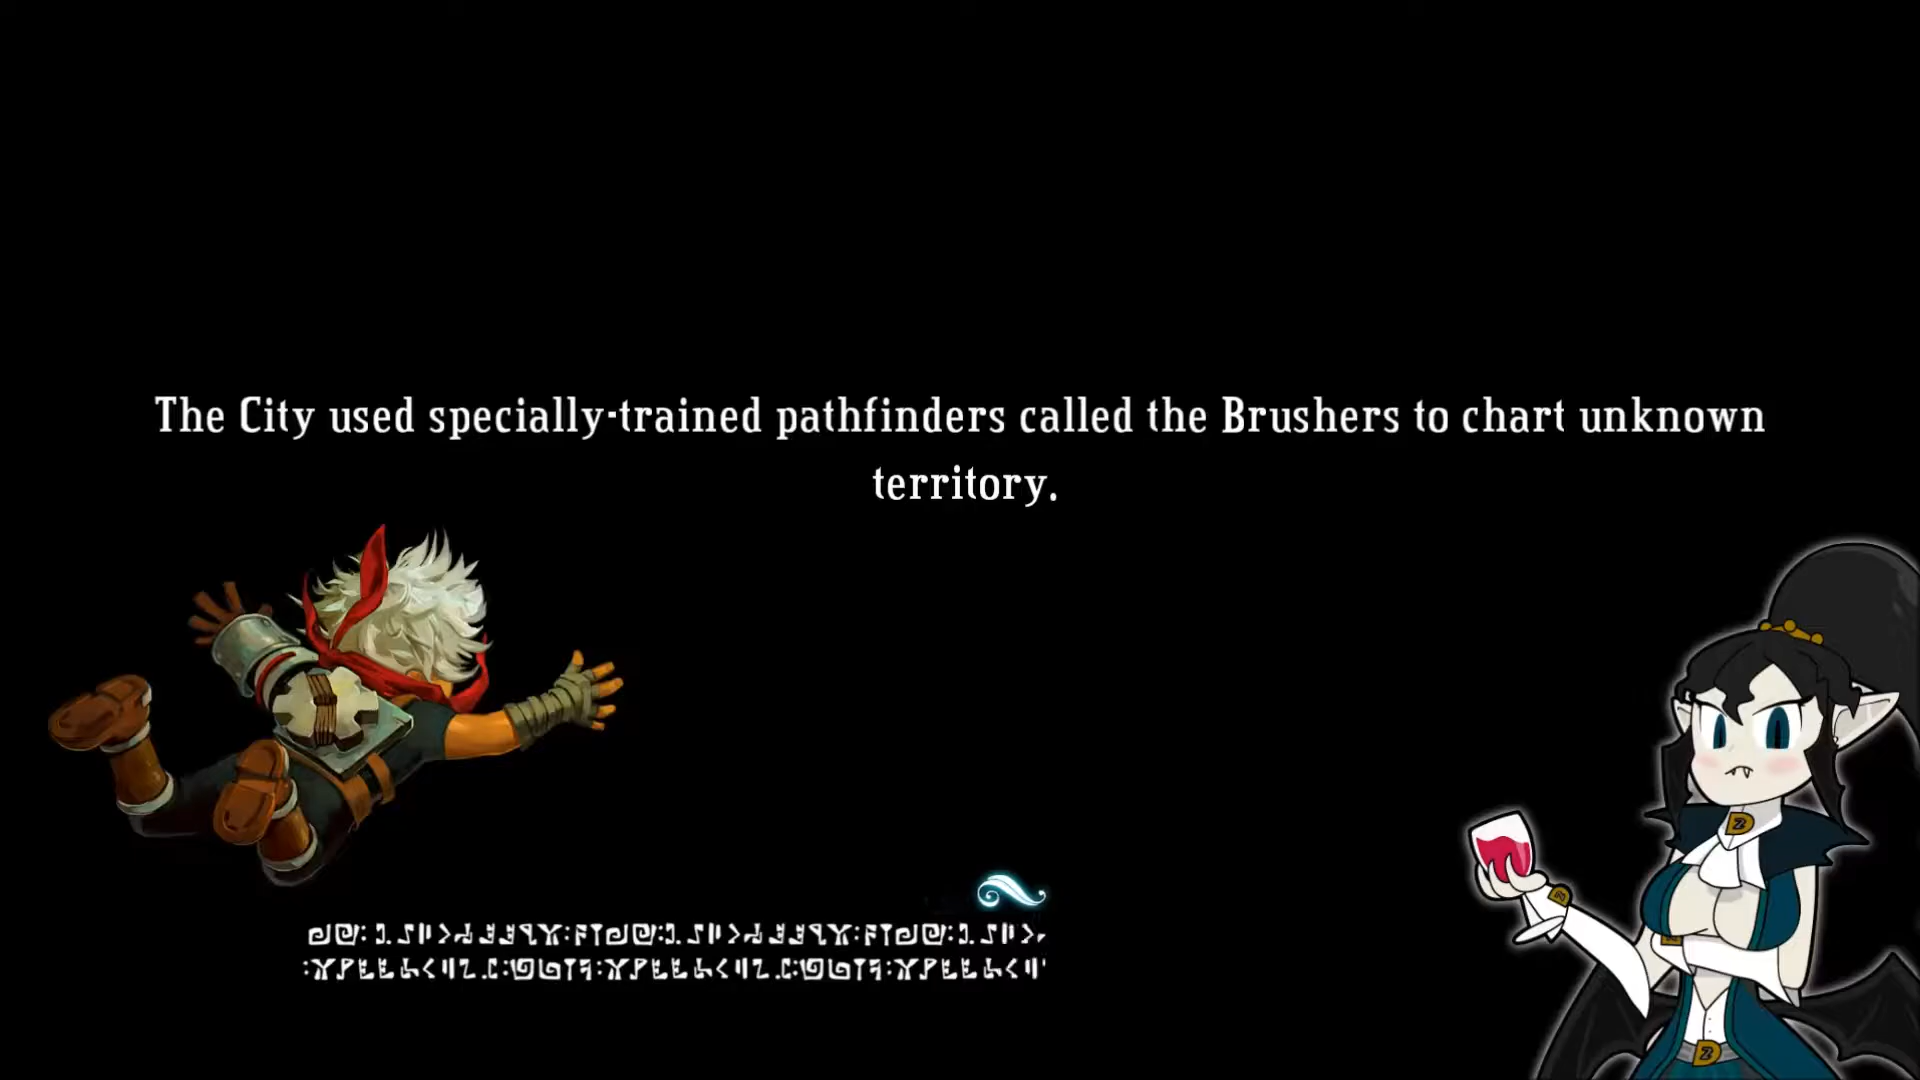 The City used specially-trained pathfinders called the Brushers to chart unknown
territory.